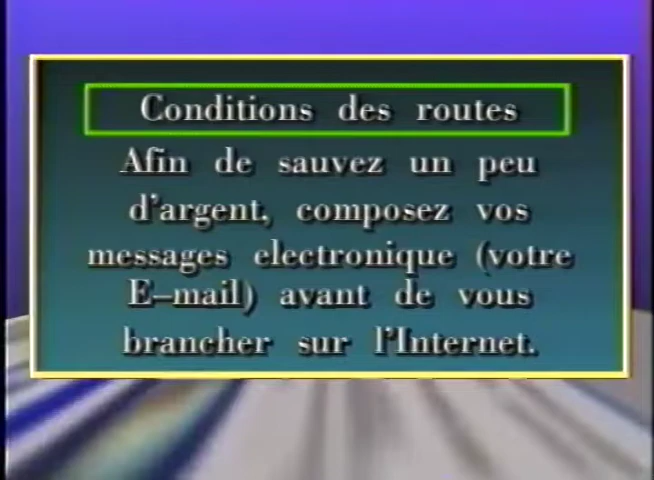 Conditions des routes
Afin de sauvez un peu
d'argent, composez vos
messages electronique (votre
E-mail) avant de vous
brancher sur l'Internet.